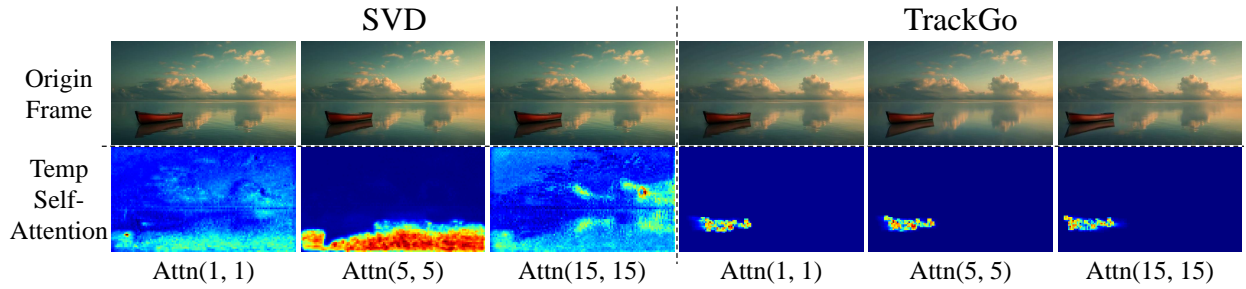 SVD
TrackGo
Origin
Frame
Temp
Self-
Attention
Attn(1, 1)
Attn(5, 5)
Attn(15, 15)
Attn(1, 1)
Attn(5, 5)
Attn(15, 15)